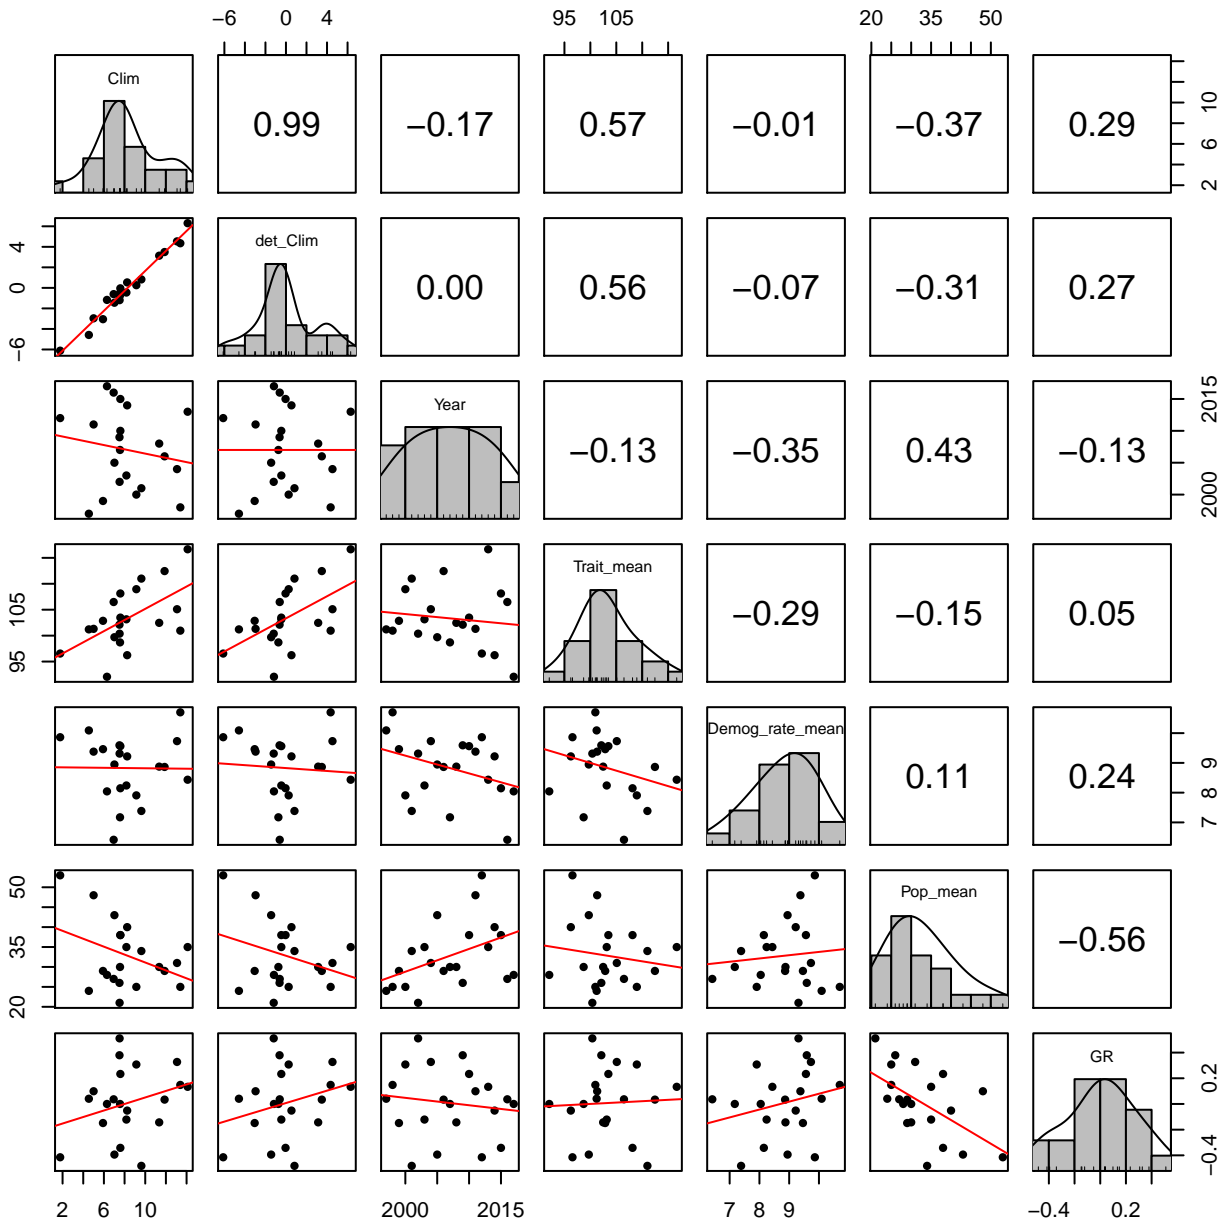 −6 0 4 95 105 20 35 50
Clim 0.99 −0.17 0.57 −0.01 −0.37 0.29 2 6 10
−6 0 4 det_Clim 0.00 0.56 −0.07 −0.31 0.27
Year −0.13 −0.35 0.43 −0.13 2000 2015
95 105 Trait_mean −0.29 −0.15 0.05
Demog_rate_mean 0.11 0.24 7 8 9
20 35 50 Pop_mean −0.56
GR −0.4 0.2
2 6 10 2000 2015 7 8 9 −0.4 0.2